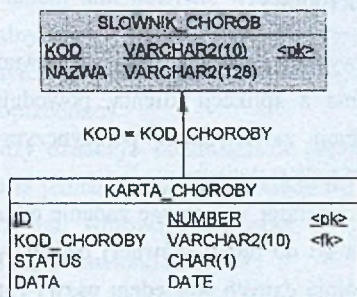 SLOWNIK_CHOROB
KOD VARCHAR2(10) <pk>
NAZWA VARCHAR2(128)
KOD = KOD_CHOROBY
KARTA_CHOROBY
ID NUMBER <pk>
KOD_CHOROBY VARCHAR2(10) <fk>
STATUS CHAR(1)
DATA DATE